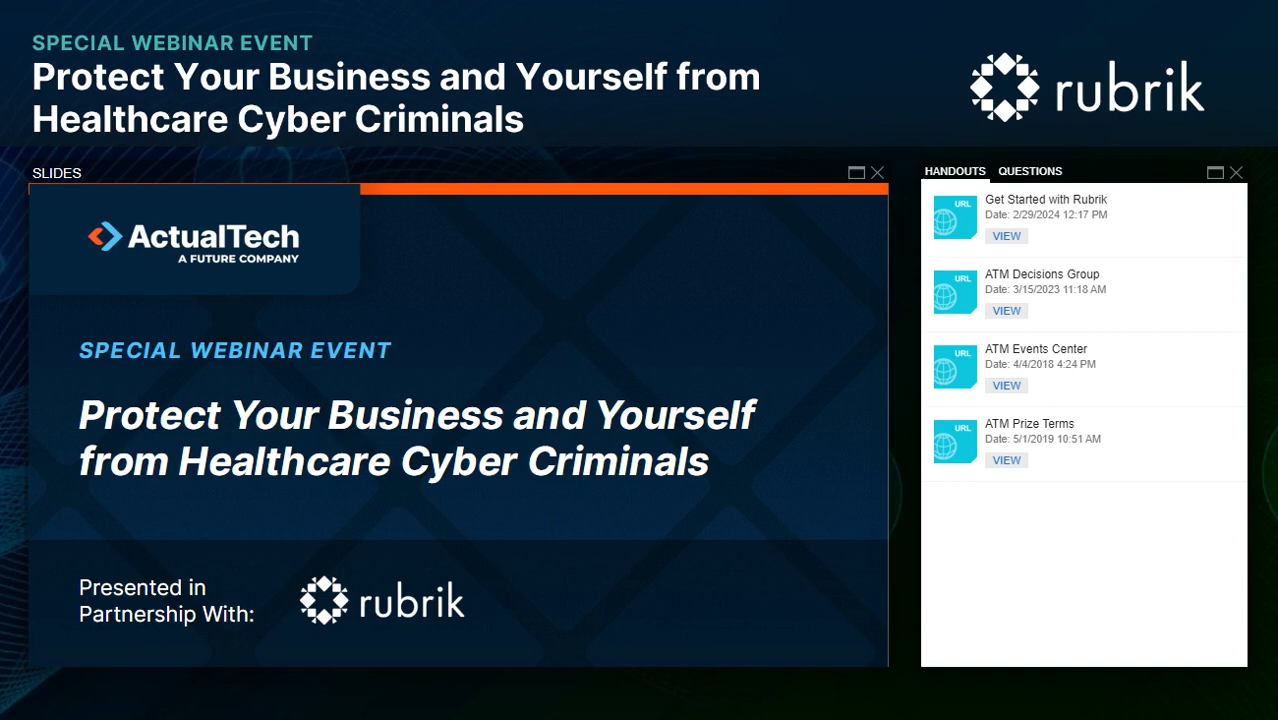 SPECIAL WEBINAR EVENT
Protect Your Business and Yourself from
Healthcare Cyber Criminals
rubrik
SLIDES
ActualTech
A FUTURE COMPANY
SPECIAL WEBINAR EVENT
Protect Your Business and Yourself
from Healthcare Cyber Criminals
Presented in
Partnership With:
rubrik
HANDOUTS QUESTIONS
URL
Get Started with Rubrik
Date: 2/29/2024 12:17 PM
VIEW
URL
ATM Decisions Group
Date: 3/15/2023 11:18 AM
VIEW
URL
ATM Events Center
Date: 4/4/2018 4:24 PM
VIEW
URL
ATM Prize Terms
Date: 5/1/2019 10:51 AM
VIEW